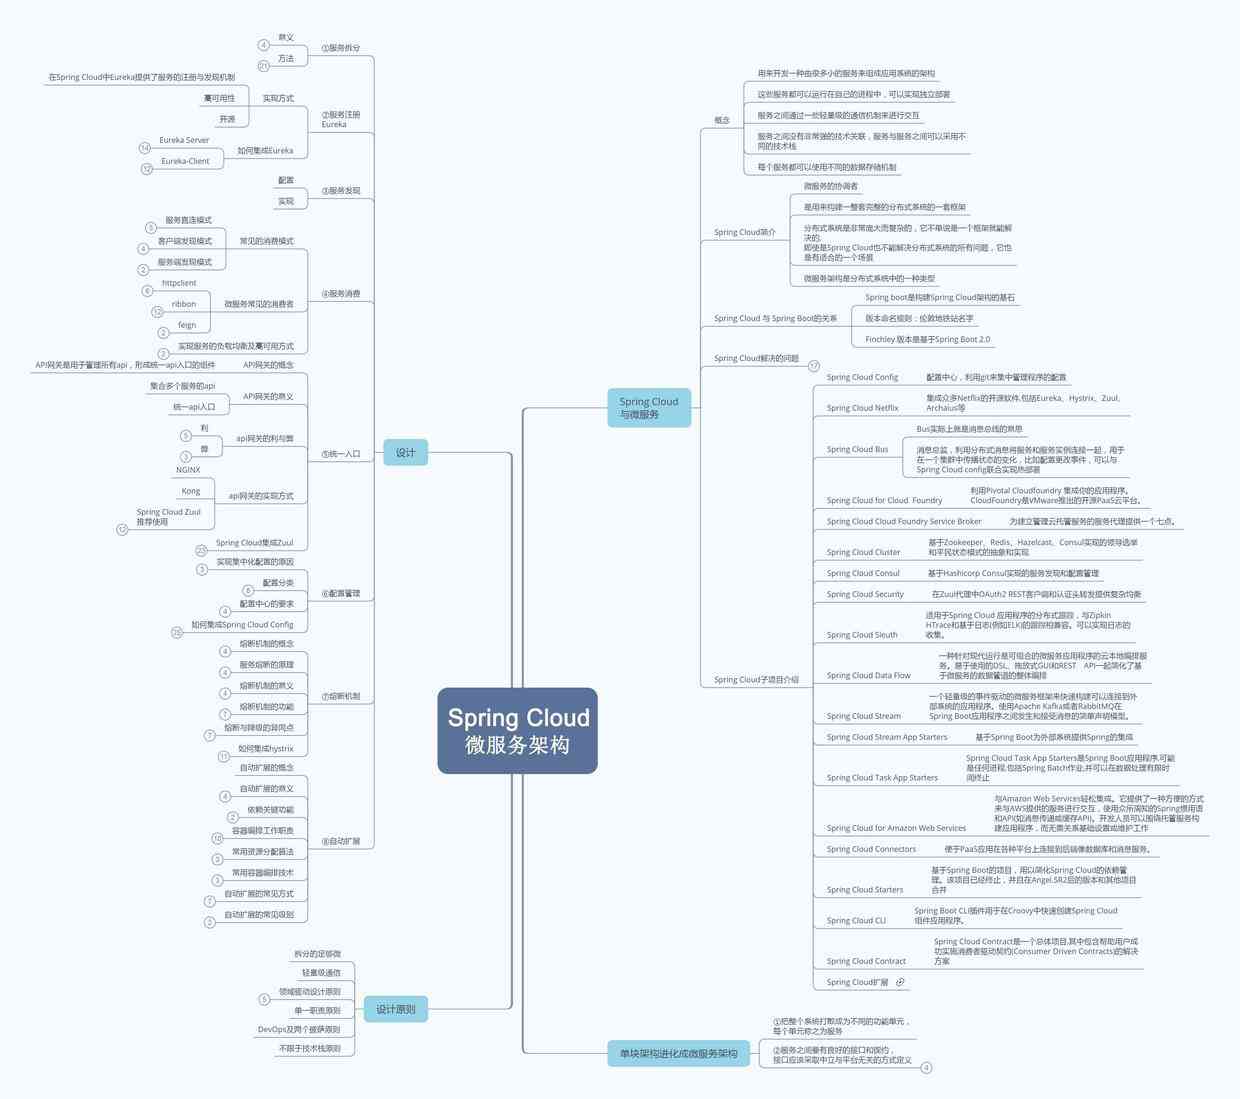 Spring Cloud
微服务架构
设计
①服务拆分
意义
4
方法
21
②服务注册
Eureka
实现方式
在Spring Cloud中Eureka提供了服务的注册与发现机制
高可用性
开源
如何集成Eureka
Eureka Server
14
Eureka-Client
12
③服务发现
配置
实现
④服务消费
常见的消费模式
服务直连模式
5
客户端发现模式
4
服务端发现模式
2
微服务常见的消费者
httpclient
6
ribbon
12
feign
2
实现服务的负载均衡及高可用方式
2
⑤统一入口
API网关的概念
API网关是用于管理所有api，形成统一api入口的组件
API网关的意义
集合多个服务的api
统一api入口
api网关的利与弊
利
5
弊
3
api网关的实现方式
NGINX
Kong
Spring Cloud Zuul
推荐使用
12
Spring Cloud集成Zuul
23
⑥配置管理
实现集中化配置的原因
3
配置分类
8
配置中心的要求
4
如何集成Spring Cloud Config
25
⑦熔断机制
熔断机制的概念
4
服务熔断的原理
4
熔断机制的意义
4
熔断机制的功能
熔断与降级的异同点
7
如何集成hystrix
11
⑧自动扩展
自动扩展的概念
自动扩展的意义
4
依赖关键功能
2
容器编排工作职责
10
常用资源分配算法
3
常用容器编排技术
自动扩展的常见方式
7
自动扩展的常见级别
设计原则
拆分的足够微
轻量级通信
领域驱动设计原则
5
单一职责原则
DevOps及两个披萨原则
不限于技术栈原则
Spring Cloud
与微服务
概念
用来开发一种由很多小的服务来组成应用系统的架构
这些服务都可以运行在自己的进程中，可以实现独立部署
服务之间通过一些轻量级的通信机制来进行交互
服务之间没有非常强的技术关联，服务与服务之间可以采用不
同的技术栈
每个服务都可以使用不同的数据存储机制
Spring Cloud简介
微服务的协调者
是用来构建一整套完整的分布式系统的一套框架
分布式系统是非常庞大而复杂的，它不单说是一个框架就能解
决的,
即使是Spring Cloud也不能解决分布式系统的所有问题，它也
是有适合的一个场景
微服务架构是分布式系统中的一种类型
Spring Cloud 与 Spring Boot的关系
Spring boot是构建Spring Cloud架构的基石
版本命名规则：伦敦地铁站名字
Finchley 版本是基于Spring Boot 2.0
Spring Cloud解决的问题
17
Spring Cloud子项目介绍
Spring Cloud Config
配置中心，利用git来集中管理程序的配置
Spring Cloud Netflix
集成众多Netflix的开源软件,包括Eureka、Hystrix、Zuul、
Archaius等
Spring Cloud Bus
Bus实际上就是消息总线的意思
消息总监，利用分布式消息将服务和服务实例连接一起，用于
在一个集群中传播状态的变化，比如配置更改事件，可以与
Spring Cloud config联合实现热部署
Spring Cloud for Cloud Foundry
利用Pivotal Cloudfoundry 集成你的应用程序。
CloudFoundry是VMware推出的开源PaaS云平台。
Spring Cloud Cloud Foundry Service Broker
为建立管理云托管服务的服务代理提供一个七点。
Spring Cloud Cluster
基于Zookeeper、Redis、Hazelcast、Consul实现的领导选举
和平民状态模式的抽象和实现
Spring Cloud Consul
基于Hashicorp Consul实现的服务发现和配置管理
Spring Cloud Security
在Zuul代理中OAuth2 REST客户端和认证头转发提供复杂均衡
Spring Cloud Sleuth
适用于Spring Cloud 应用程序的分布式跟踪，与Zipkin
HTrace和基于日志(例如ELK)的跟踪相兼容。可以实现日志的
收集。
Spring Cloud Data Flow
一种针对现代运行是可组合的微服务应用程序的云本地编排服
务。易于使用的DSL、拖放式GUI和REST API一起简化了基
于微服务的数据管道的整体编排
Spring Cloud Stream
一个轻量级的事件驱动的微服务框架来快速构建可以连接到外
部系统的应用程序。使用Apache Kafka或者RabbitMQ在
Spring Boot应用程序之间发生和接受消息的简单声明模型。
Spring Cloud Stream App Starters
基于Spring Boot为外部系统提供Spring的集成
Spring Cloud Task App Starters
Spring Cloud Task App Starters是Spring Boot应用程序,可能
是任何进程,包括Spring Batch作业,并可以在数据处理有限时
间终止
Spring Cloud for Amazon Web Services
与Amazon Web Services轻松集成。它提供了一种方便的方式
来与AWS提供的服务进行交互，使用众所周知的Spring惯用语
和API(如消息传递或缓存API)。开发人员可以围绕托管服务构
建应用程序，而无需关系基础设置或维护工作
Spring Cloud Connectors
便于PaaS应用在各种平台上连接到后端像数据库和消息服务。
Spring Cloud Starters
基于Spring Boot的项目，用以简化Spring Cloud的依赖管
理。该项目已经终止，并且在Angel.SR2后的版本和其他项目
合并
Spring Cloud CLI
Spring Boot CLI插件用于在Croovy中快速创建Spring Cloud
组件应用程序。
Spring Cloud Contract
Spring Cloud Contract是一个总体项目,其中包含帮助用户成
功实施消费者驱动契约(Consumer Driven Contracts)的解决
方案
Spring Cloud扩展
单块架构进化成微服务架构
①把整个系统打散成为不同的功能单元，
每个单元称之为服务
②服务之间要有良好的接口和契约，
接口应该采取中立与平台无关的方式定义
4